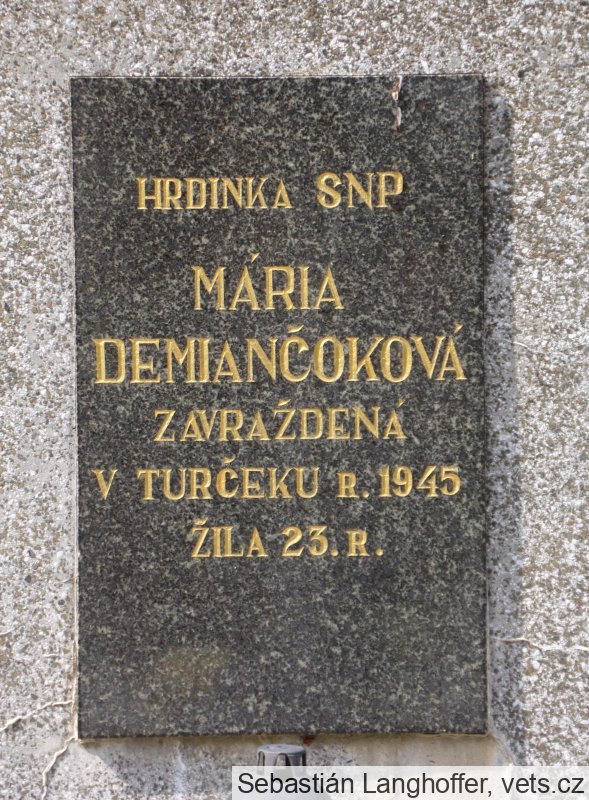 HRDINKA SNP
MÁRIA
DEMIANČOKOVÁ
ZAVRAŽDENÁ
V TURČEKU R. 1945
ŽILA 23. R.
Sebastián Langhoffer, vets.cz